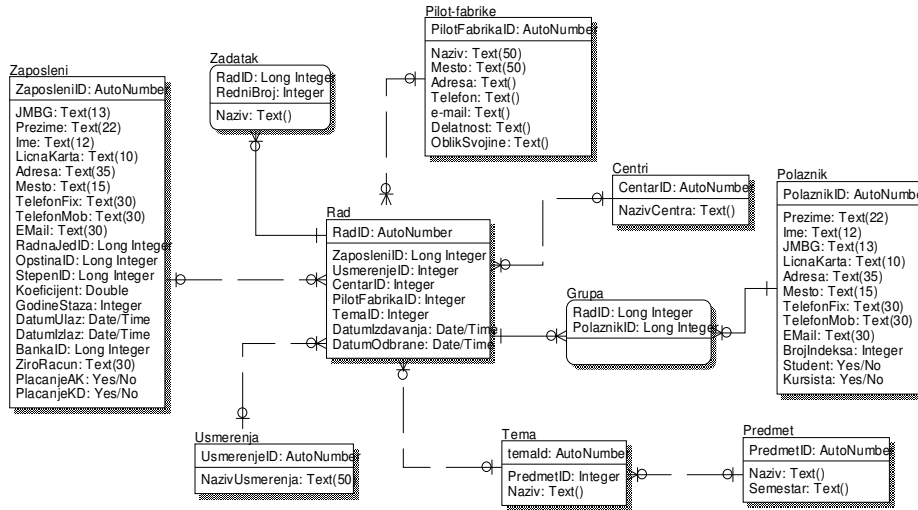 Pilot-fabrike
PilotFabrikaID: AutoNumber
Naziv: Text(50)
Mesto: Text(50)
Adresa: Text()
Telefon: Text()
e-mail: Text()
Delatnost: Text()
OblikSvojine: Text()
Zadatak
RadID: Long Integer
RedniBroj: Integer
Naziv: Text()
Zaposleni
ZaposleniID: AutoNumber
JMBG: Text(13)
Prezime: Text(22)
Ime: Text(12)
LicnaKarta: Text(10)
Adresa: Text(35)
Mesto: Text(15)
TelefonFix: Text(30)
TelefonMob: Text(30)
EMail: Text(30)
RadnaJedID: Long Integer
OpstinaID: Long Integer
StepenID: Long Integer
Koeficijent: Double
GodineStaza: Integer
DatumUlaz: Date/Time
DatumIzlaz: Date/Time
BankaID: Long Integer
ZiroRacun: Text(30)
PlacanjeAK: Yes/No
PlacanjeKD: Yes/No
Centri
CentarID: AutoNumber
NazivCentra: Text()
Polaznik
PolaznikID: AutoNumber
Prezime: Text(22)
Ime: Text(12)
JMBG: Text(13)
LicnaKarta: Text(10)
Adresa: Text(35)
Mesto: Text(15)
TelefonFix: Text(30)
TelefonMob: Text(30)
EMail: Text(30)
BrojIndeksa: Integer
Student: Yes/No
Kursista: Yes/No
Rad
RadID: AutoNumber
ZaposleniID: Long Integer
UsmerenjeID: Integer
CentarID: Integer
PilotFabrikaID: Integer
TemaID: Integer
DatumIzdavanja: Date/Time
DatumOdbrane: Date/Time
Grupa
RadID: Long Integer
PolaznikID: Long Integer
Usmerenja
UsmerenjeID: AutoNumber
NazivUsmerenja: Text(50)
Tema
temaId: AutoNumber
PredmetID: Integer
Naziv: Text()
Predmet
PredmetID: AutoNumber
Naziv: Text()
Semestar: Text()